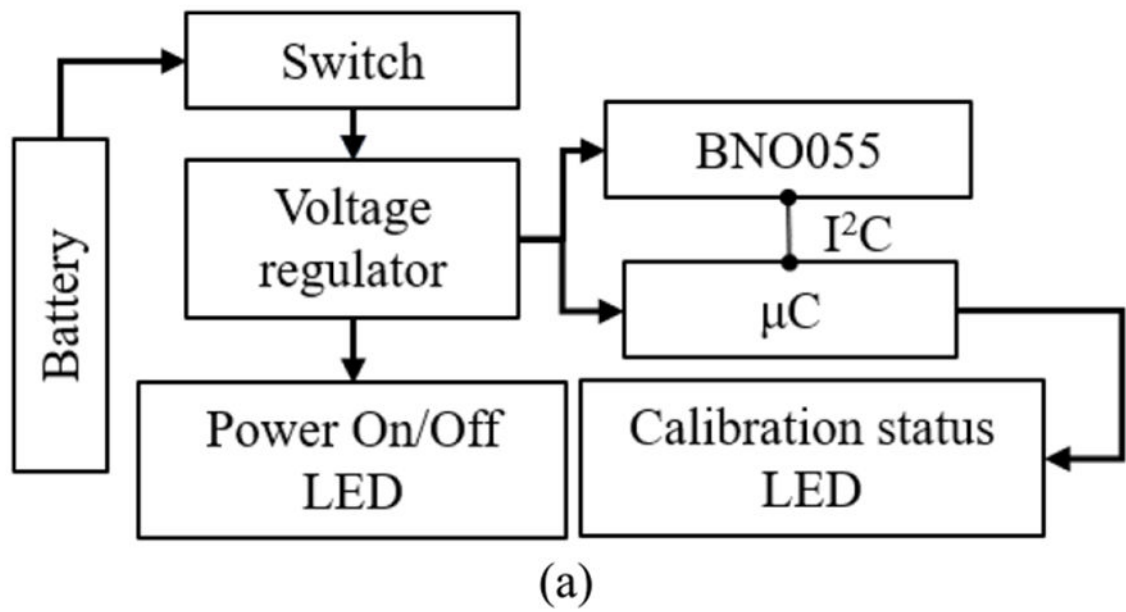 Switch
BNO055
Voltage
regulator
I²C
μC
Battery
Power On/Off
LED
Calibration status
LED
(a)